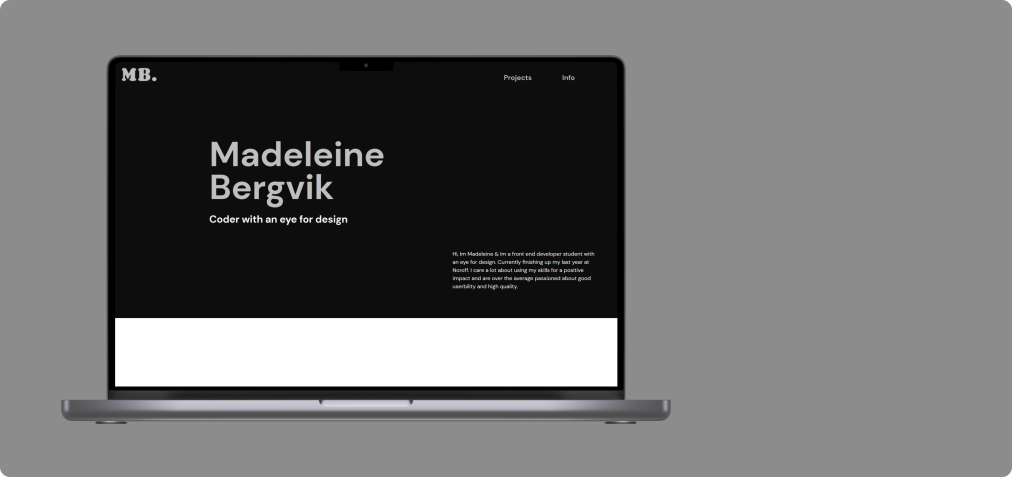 MB.
Projects Info
Madeleine
Bergvik
Coder with an eye for design
Hi, Im Madeleine & Im a front end developer student with
an eye for design. Currently finishing up my last year at
Noroff. I care a lot about using my skills for a positive
impact and are over the average passioned about good
userbility and high quality.